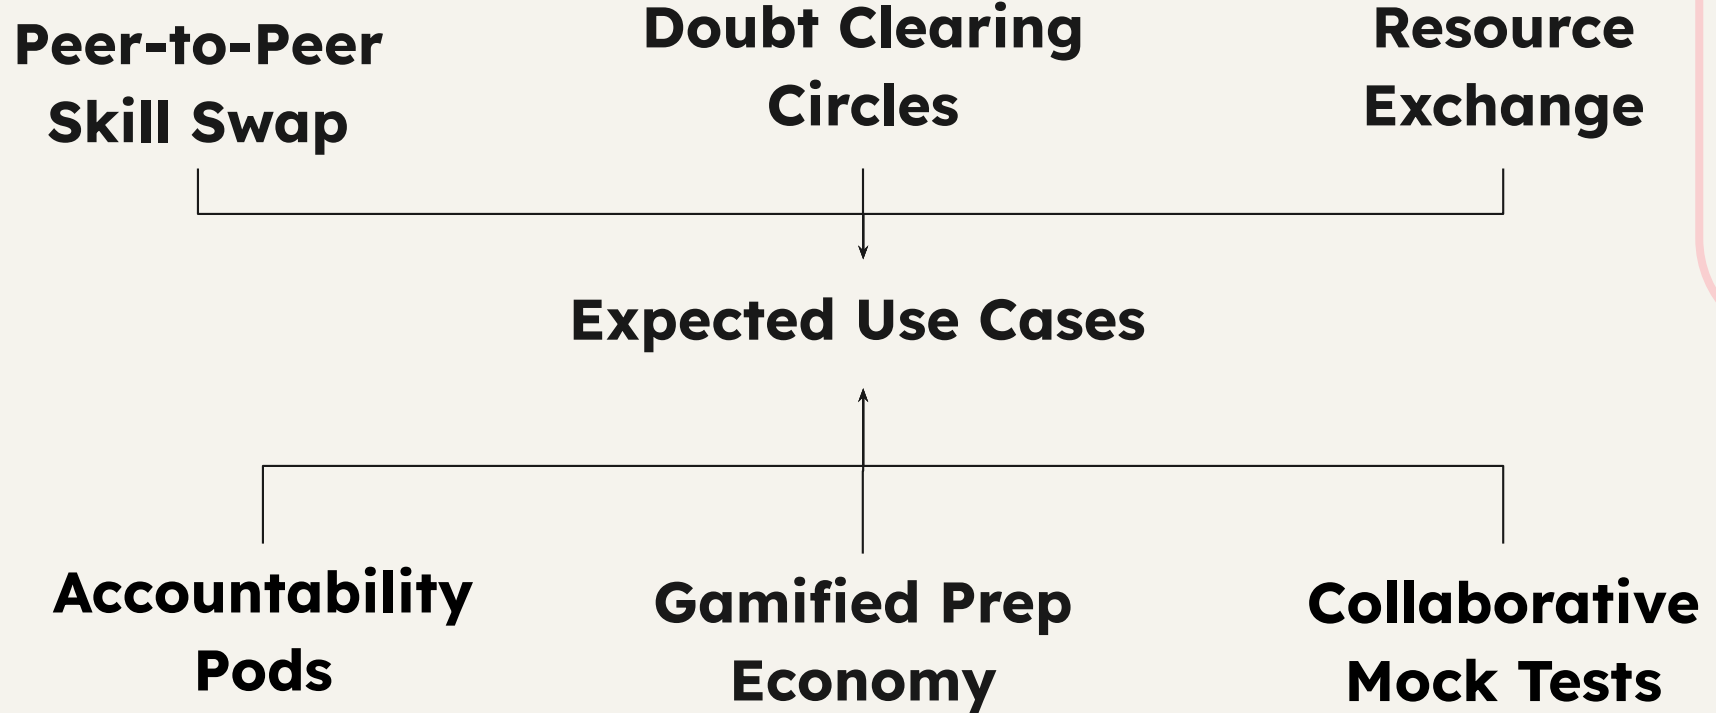 Peer-to-Peer
Skill Swap
Doubt Clearing
Circles
Resource
Exchange
Expected Use Cases
Accountability
Pods
Gamified Prep
Economy
Collaborative
Mock Tests